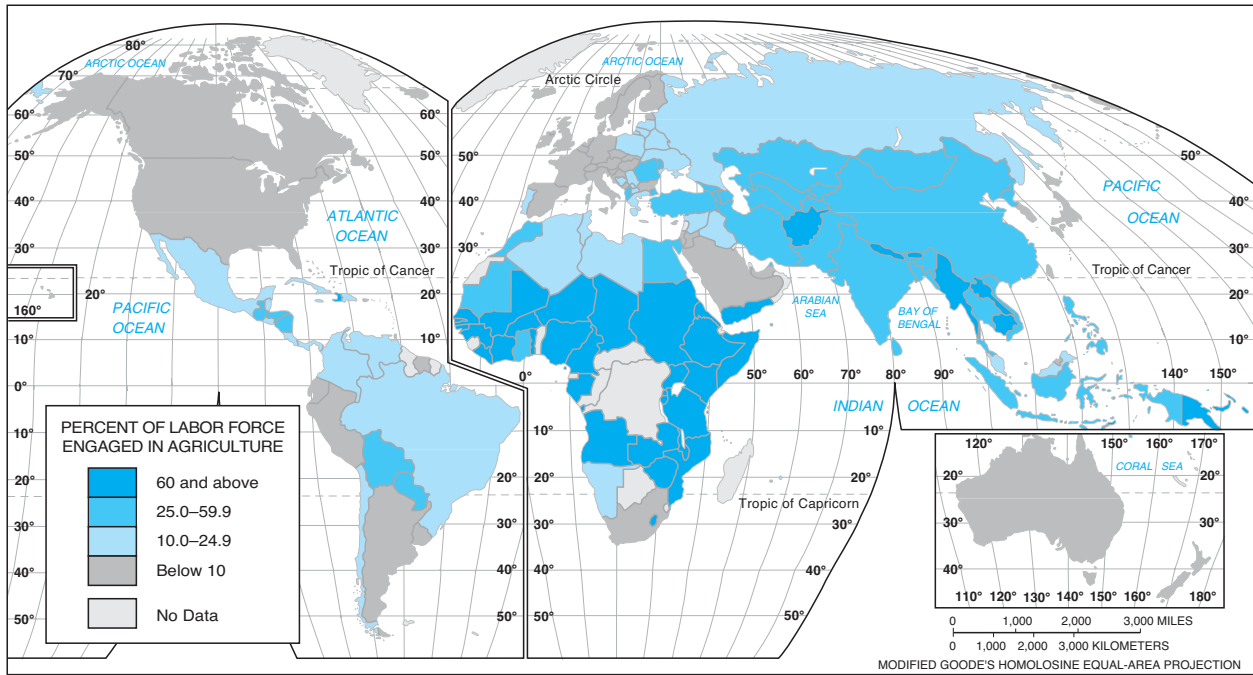 80°
ARCTIC OCEAN
70°
60°
50°
40°
30°
20°
160°
10°
0°
10°
20°
30°
40°
50°
60°
50°
40°
30°
Tropic of Cancer
20°
10°
0°
10°
20°
30°
40°
50°
ATLANTIC
OCEAN
PACIFIC
OCEAN
ARCTIC OCEAN
Arctic Circle
60°
50°
40°
30°
50°
PACIFIC
OCEAN
Tropic of Cancer
20°
10°
ARABIAN
SEA
BAY OF
BENGAL
50°
60°
70°
80°
90°
140°
150°
INDIAN
OCEAN
10°
20°
30°
40°
50°
10°
20°
Tropic of Capricorn
30°
50°
PERCENT OF LABOR FORCE
ENGAGED IN AGRICULTURE
60 and above
25.0–59.9
10.0–24.9
Below 10
No Data
120°
140°
150°
160°
170°
CORAL SEA
20°
30°
40°
20°
30°
40°
110°
120°
130°
140°
150°
160°
180°
0 1,000 2,000 3,000 MILES
0 1,000 2,000 3,000 KILOMETERS
MODIFIED GOODE'S HOMOLOSINE EQUAL-AREA PROJECTION